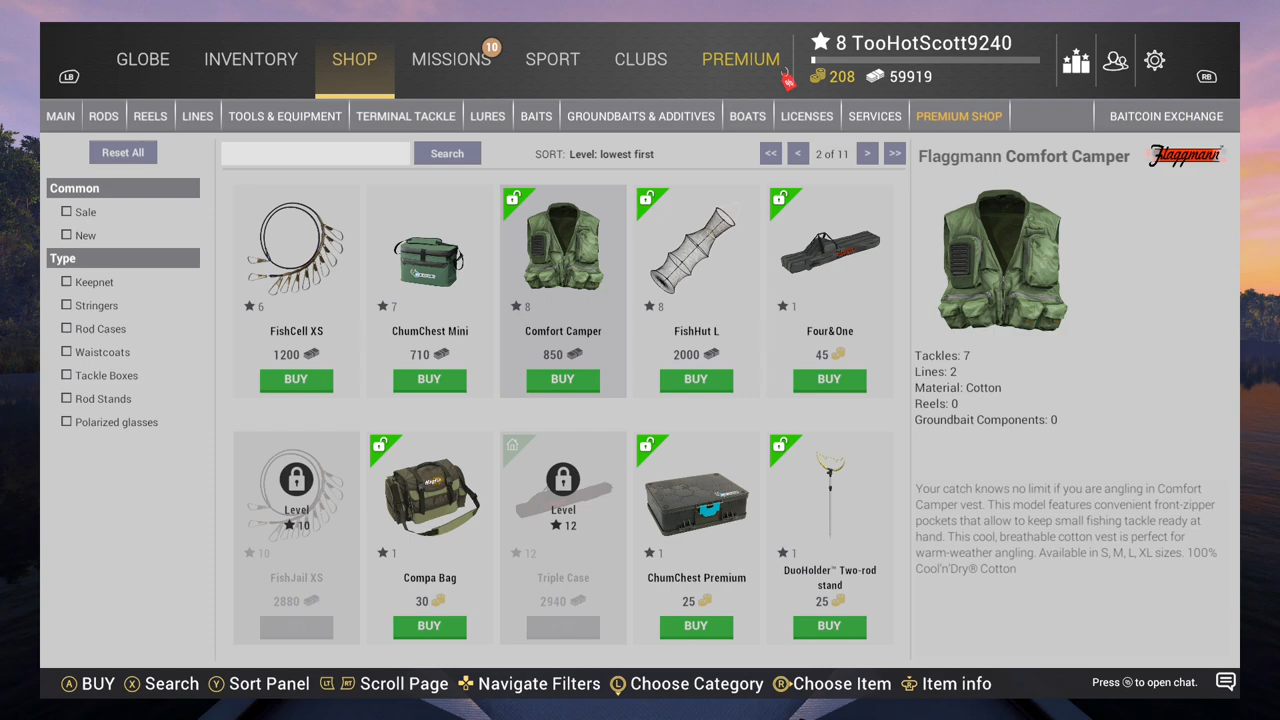 GLOBE INVENTORY SHOP MISSIONS 10 SPORT CLUBS PREMIUM
8 TooHotScott9240
208 59919
LB
RB
MAIN RODS REELS LINES TOOLS & EQUIPMENT TERMINAL TACKLE LURES BAITS GROUNDBAITS & ADDITIVES BOATS LICENSES SERVICES PREMIUM SHOP BAITCOIN EXCHANGE
Reset All
Search
SORT: Level: lowest first
<< < 2 of 11 > >>
Common
Sale
New
Type
Keepnet
Stringers
Rod Cases
Waistcoats
Tackle Boxes
Rod Stands
Polarized glasses
6 7 8 8 1
FishCell XS ChumChest Mini Comfort Camper FishHut L Four&One
1200 710 850 2000 45
BUY BUY BUY BUY BUY
Level
10
Level
12
10 1 12 1 1
FishJail XS Compa Bag Triple Case ChumChest Premium DuoHolder™ Two-rod
stand
2880 30 2940 25 25
BUY BUY BUY
Flaggmann Comfort Camper
Flaggmann
Tackles: 7
Lines: 2
Material: Cotton
Reels: 0
Groundbait Components: 0
Your catch knows no limit if you are angling in Comfort
Camper vest. This model features convenient front-zipper
pockets that allow to keep small fishing tackle ready at
hand. This cool, breathable cotton vest is perfect for
warm-weather angling. Available in S, M, L, XL sizes. 100%
Cool'n'Dry® Cotton
A BUY X Search Y Sort Panel LT RT Scroll Page Navigate Filters L Choose Category R Choose Item Item info
Press to open chat.